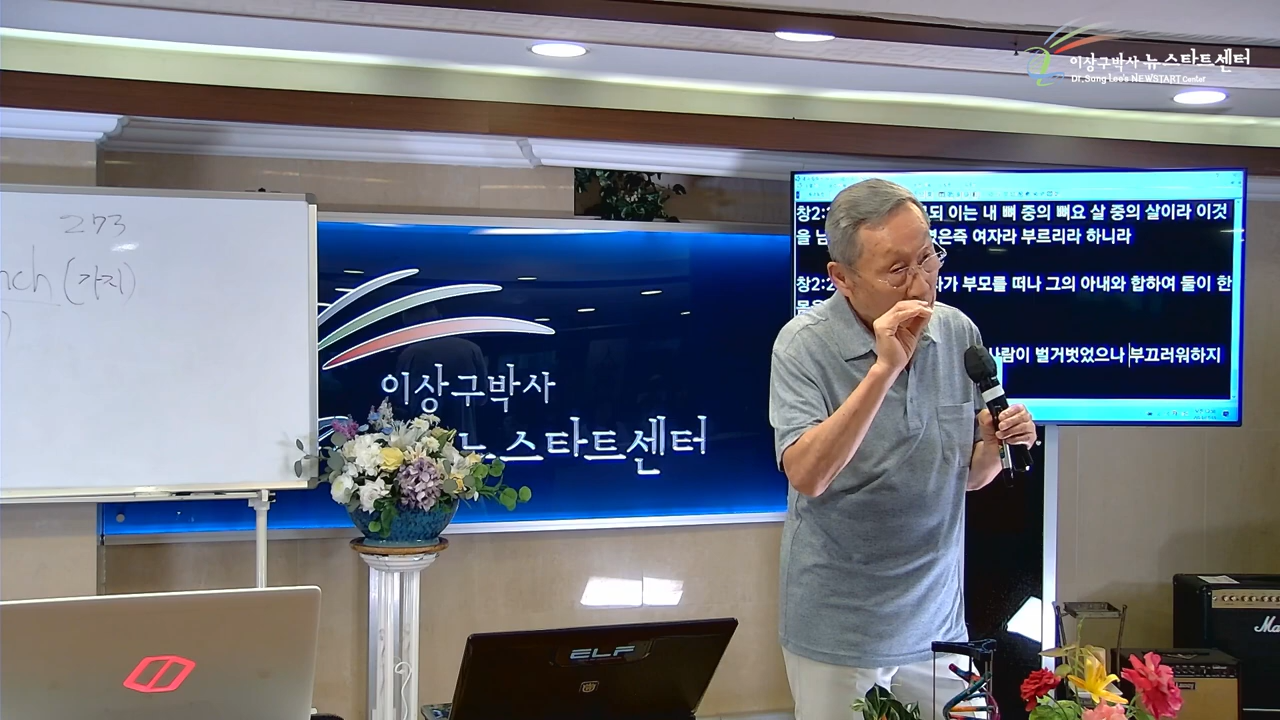 이상구박사 뉴스타트센터
Dr. Sang Lee's NEWSTART Center
273
nch (가지)
이상구박사
뉴스타트센터
창2:
되 이는 내 뼈 중의 뼈요 살 중의 살이라 이것
을 남
은즉 여자라 부르리라 하니라
창2:2
가 부모를 떠나 그의 아내와 합하여 둘이 한
몸을
사람이 벌거벗었으나 부끄러워하지
ELF